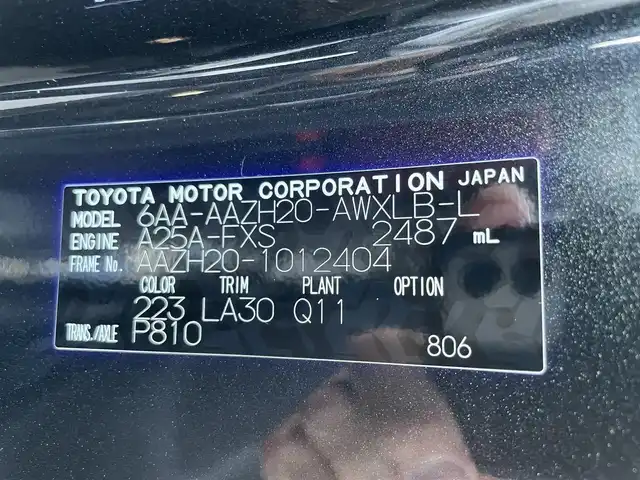 TOYOTA MOTOR CORPORATION JAPAN
MODEL 6AA-AAZH20-AWXLB-L
ENGINE A25A-FXS 2487 mL
FRAME No. AAZH20-1012404
COLOR TRIM PLANT OPTION
223 LA30 Q11
TRANS./AXLE P810
806